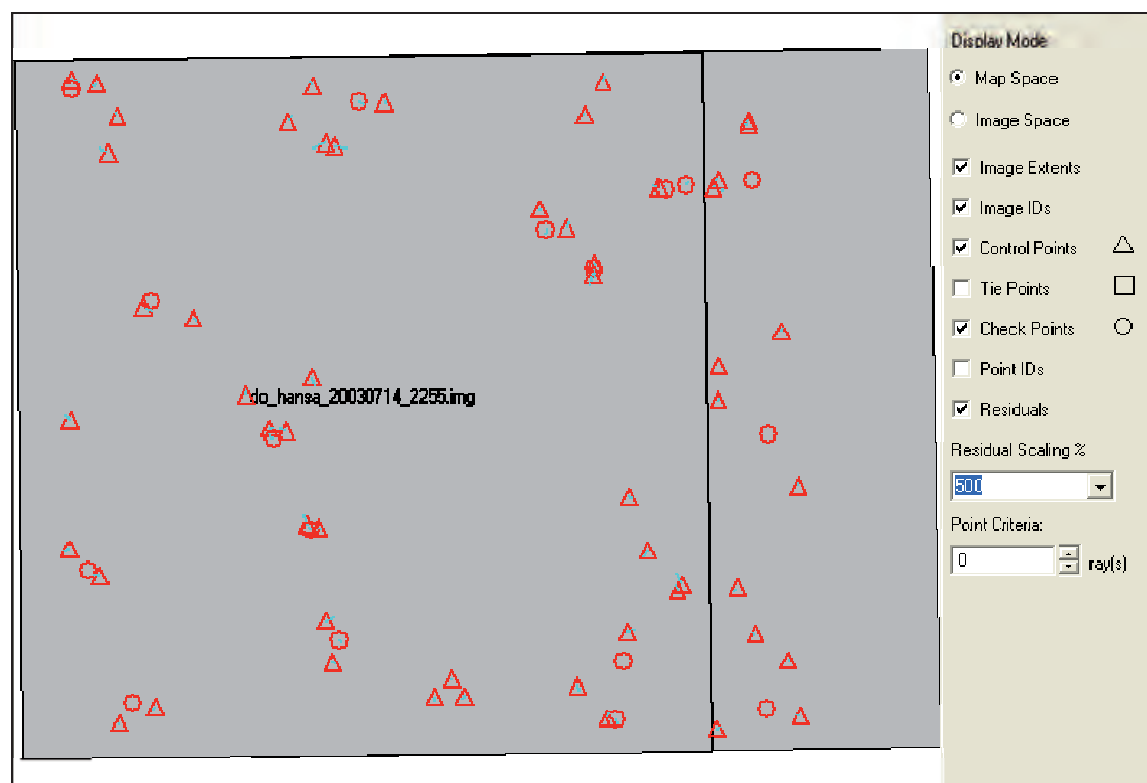 Display Mode
Map Space
Image Space
Image Extents
Image IDs
Control Points
Tie Points
Check Points
Point IDs
Residuals
Residual Scaling %
500
Point Criteria:
0 ray(s)
do_hansa_20030714_2255.img